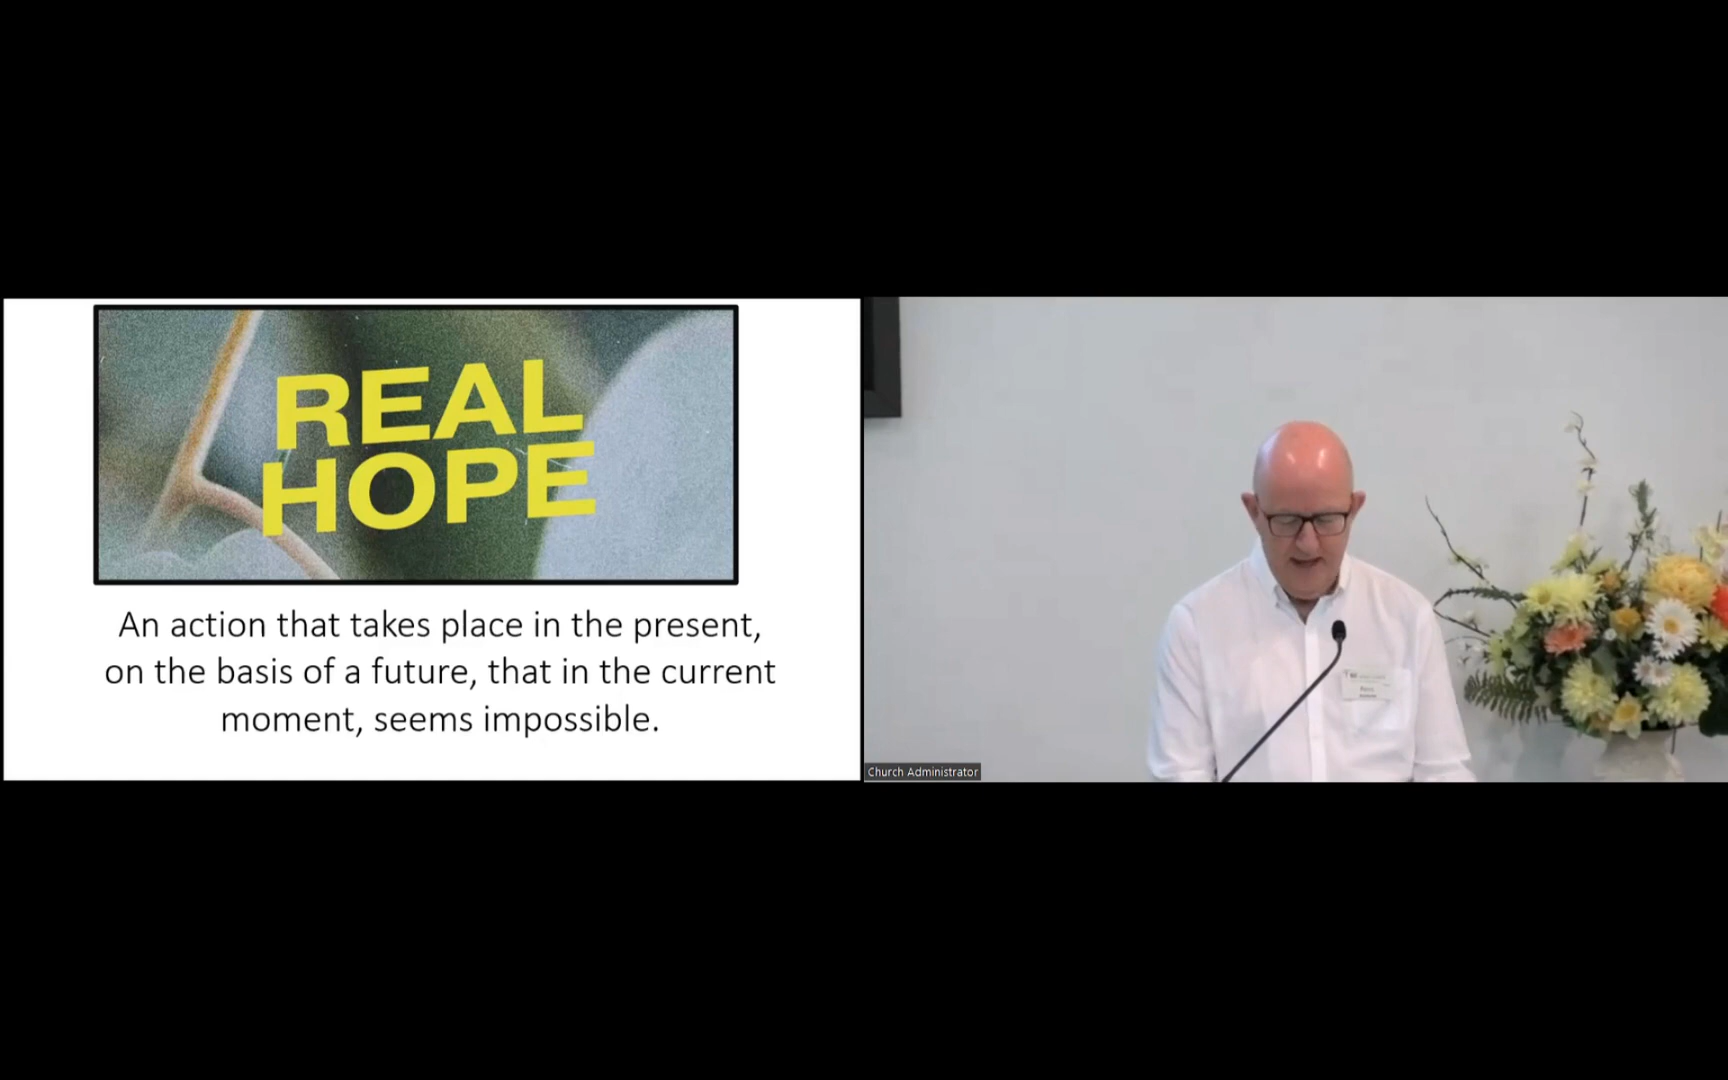 REAL
HOPE
An action that takes place in the present,
on the basis of a future, that in the current
moment, seems impossible.
Church Administrator